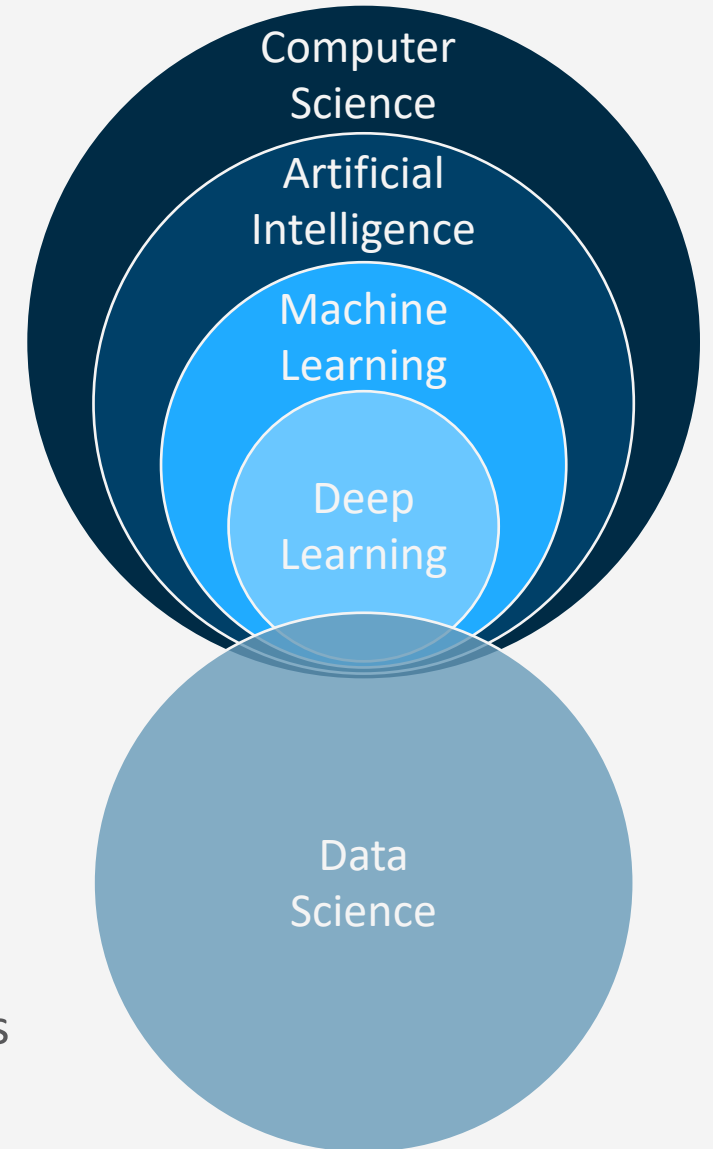 Computer
Science
Artificial
Intelligence
Machine
Learning
Deep
Learning
Data
Science
s